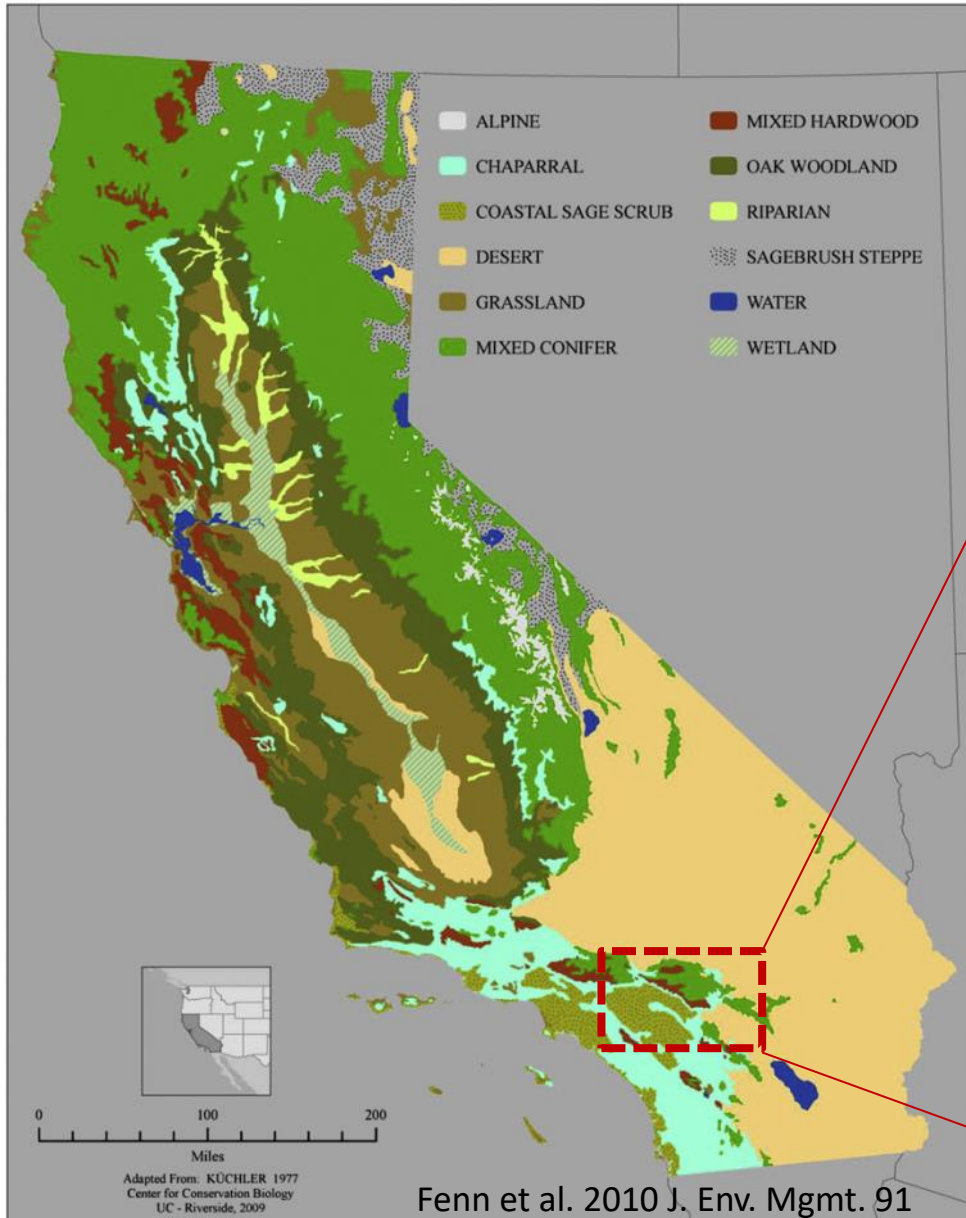 ALPINE
CHAPARRAL
COASTAL SAGE SCRUB
DESERT
GRASSLAND
MIXED CONIFER
MIXED HARDWOOD
OAK WOODLAND
RIPARIAN
SAGEBRUSH STEPPE
WATER
WETLAND
0 100 200
Miles
Adapted From: KÜCHLER 1977
Center for Conservation Biology
UC - Riverside, 2009
Fenn et al. 2010 J. Env. Mgmt. 91